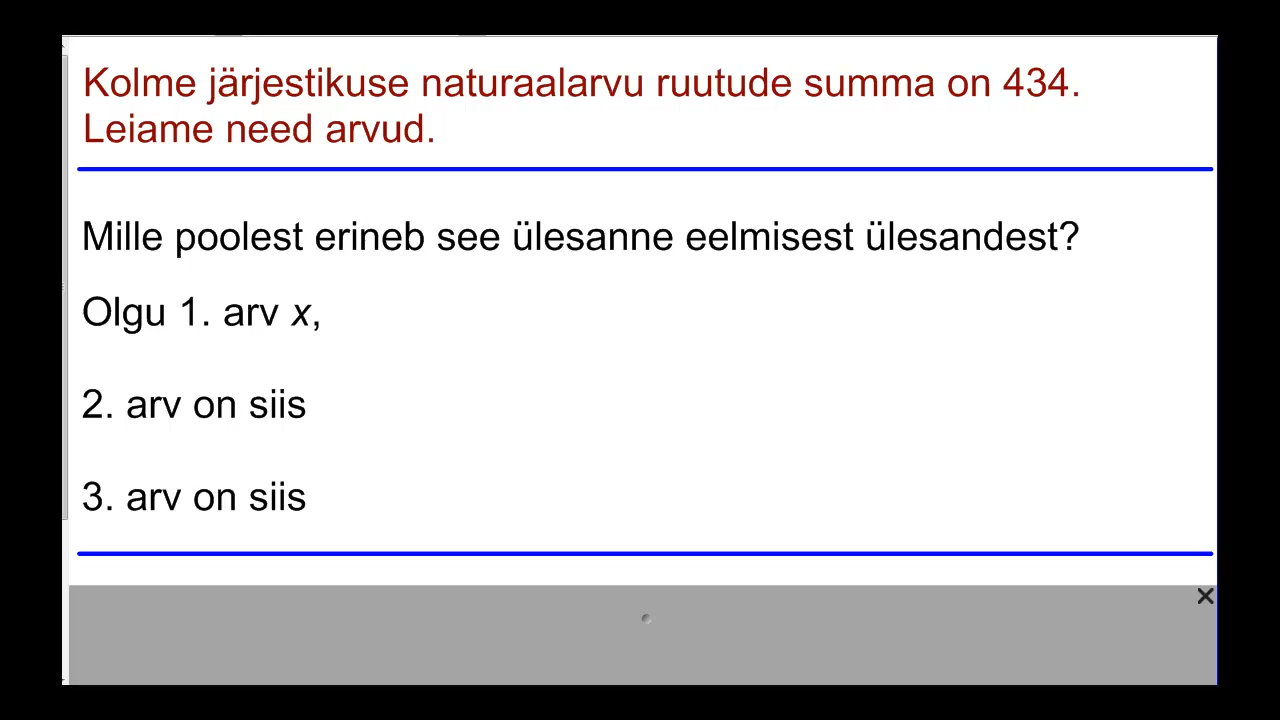 Kolme järjestikuse naturaalarvu ruutude summa on 434.
Leiame need arvud.
Mille poolest erineb see ülesanne eelmisest ülesandest?
Olgu 1. arv x,
2. arv on siis
3. arv on siis